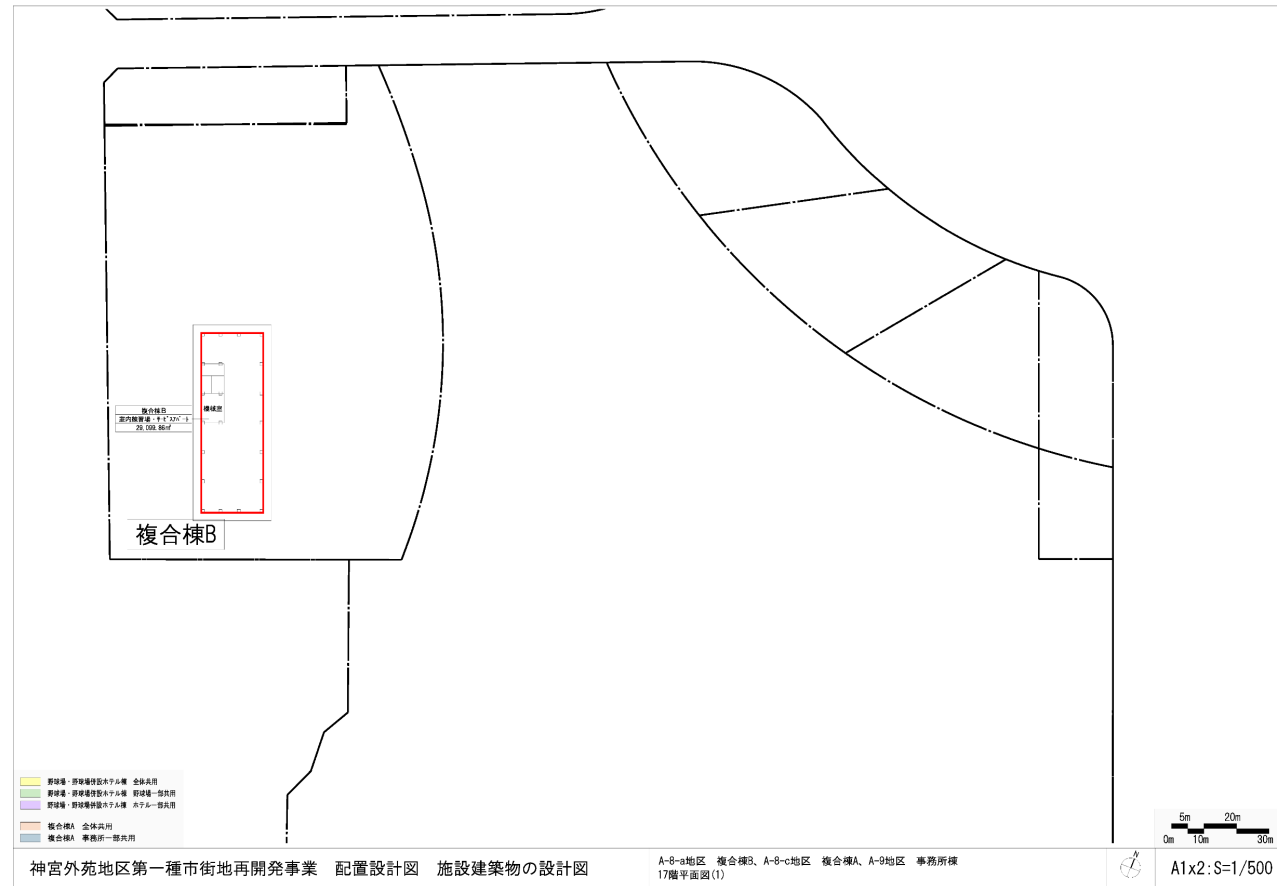 複合棟B
室内練習場・サービスアパート
29,099.86㎡
機械室
複合棟B
野球場・野球場併設ホテル棟 全体共用
野球場・野球場併設ホテル棟 野球場一部共用
野球場・野球場併設ホテル棟 ホテル一部共用
複合棟A 全体共用
複合棟A 事務所一部共用
5m 20m
0m 10m 30m
神宮外苑地区第一種市街地再開発事業 配置設計図 施設建築物の設計図
A-8-a地区 複合棟B、A-8-c地区 複合棟A、A-9地区 事務所棟
17階平面図(1)
N
A1x2:S=1/500